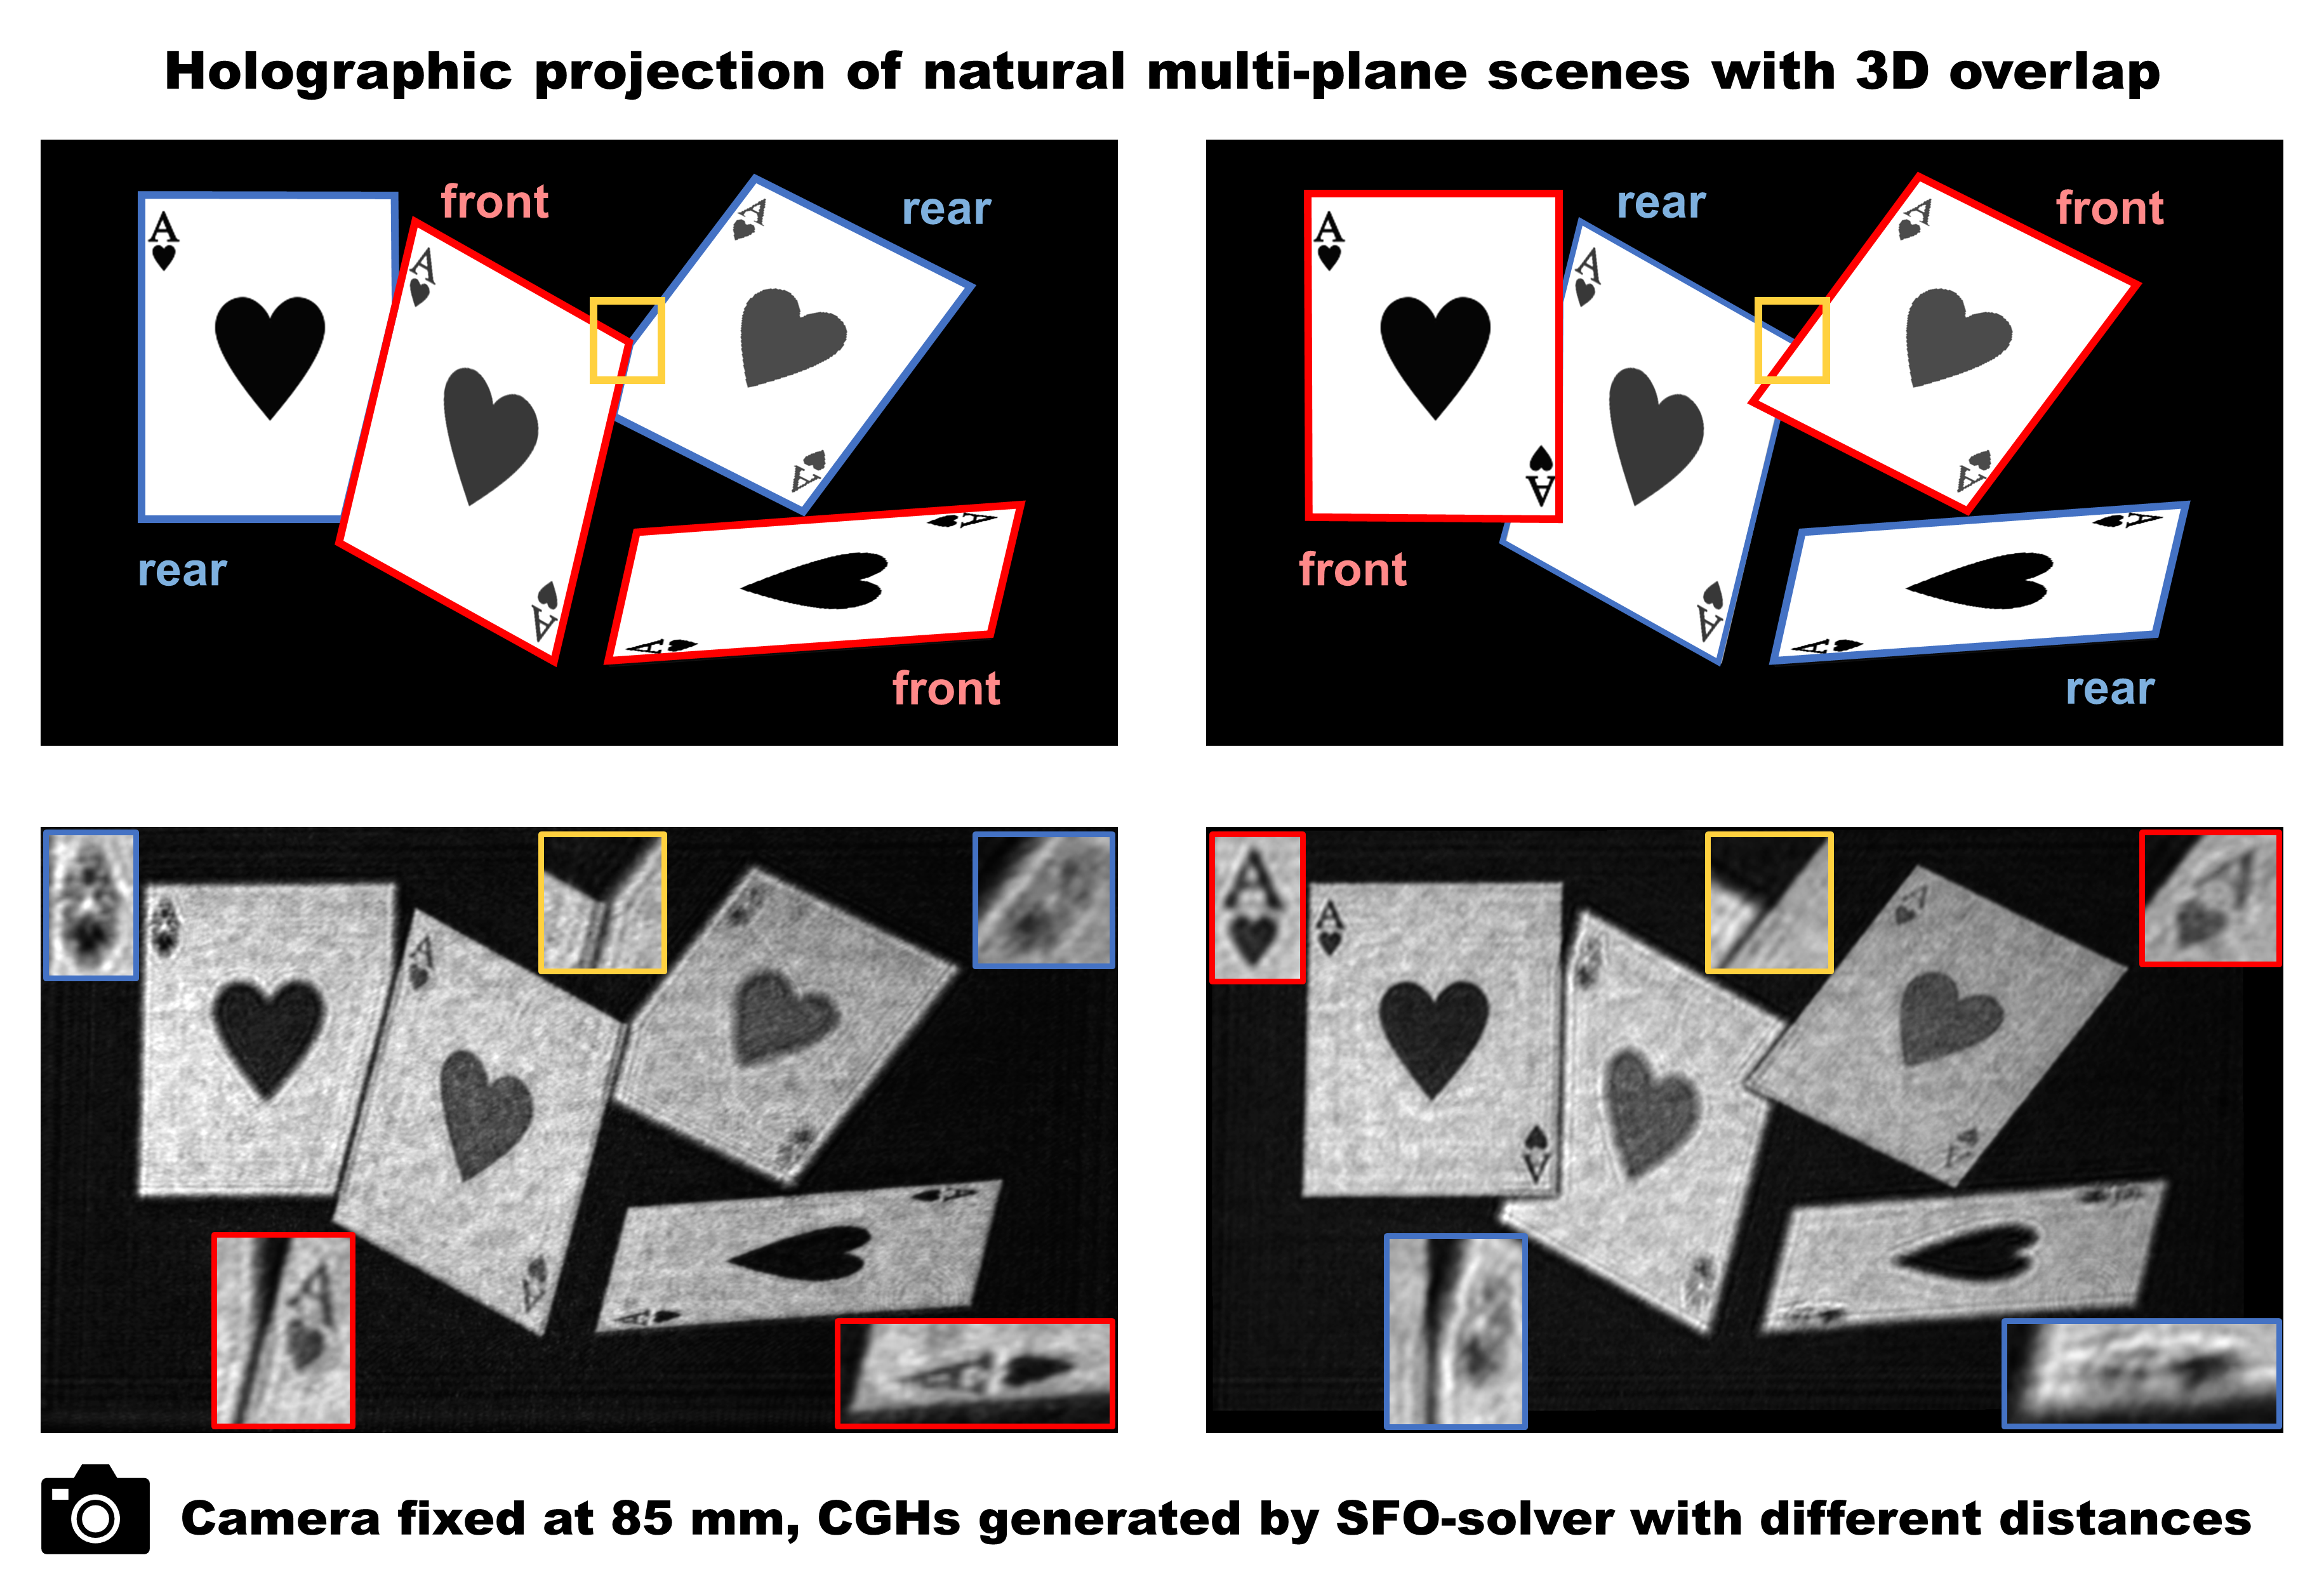 Holographic projection of natural multi-plane scenes with 3D overlap
front
rear
A
A
A
A
A
A
A
rear
front
rear
front
A
A
A
A
A
A
A
A
front
rear
A
A
A
A
A
A
A
A
A
A
A
A
A
Camera fixed at 85 mm, CGHs generated by SFO-solver with different distances